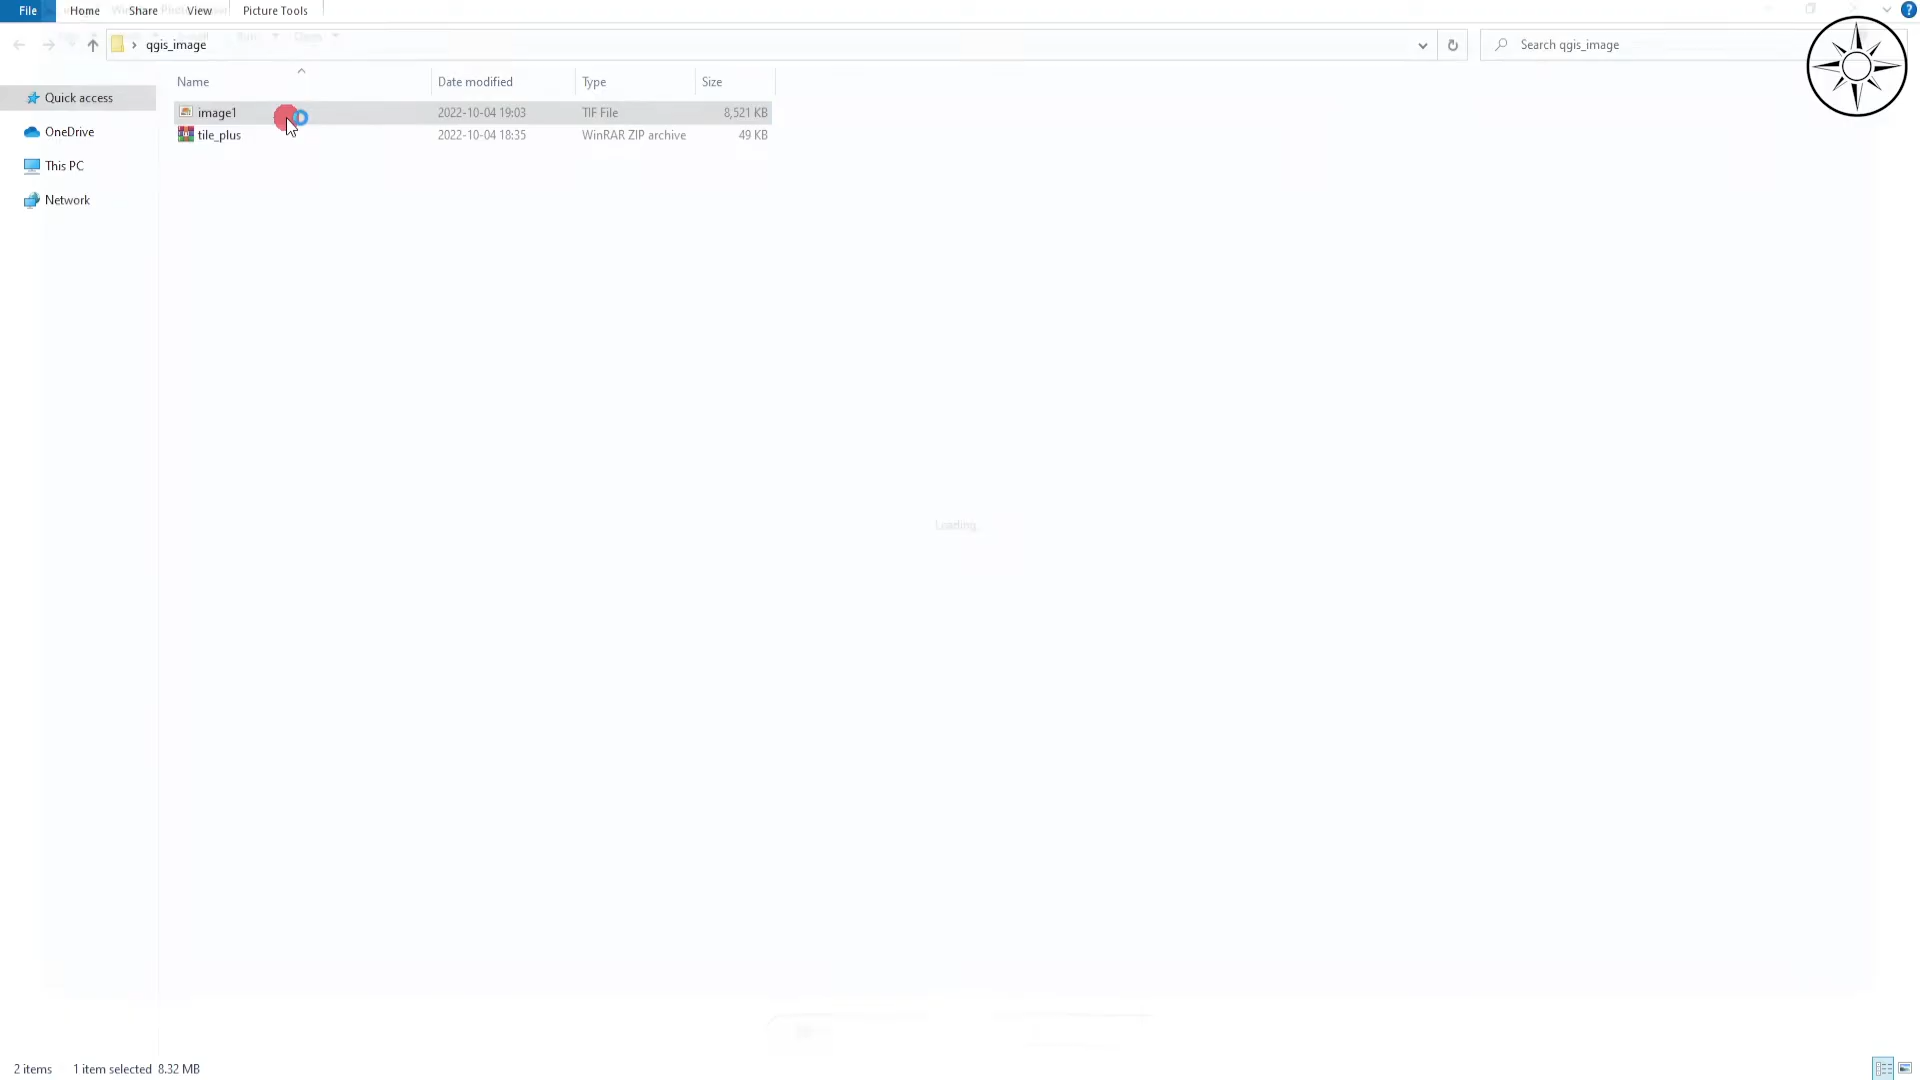 File Home Share View Picture Tools
qgis_image
Search qgis_image
Name Date modified Type Size
Quick access
image1 2022-10-04 19:03 TIF File 8,521 KB
OneDrive
tile_plus 2022-10-04 18:35 WinRAR ZIP archive 49 KB
This PC
Network
Loading
2 items 1 item selected 8.32 MB